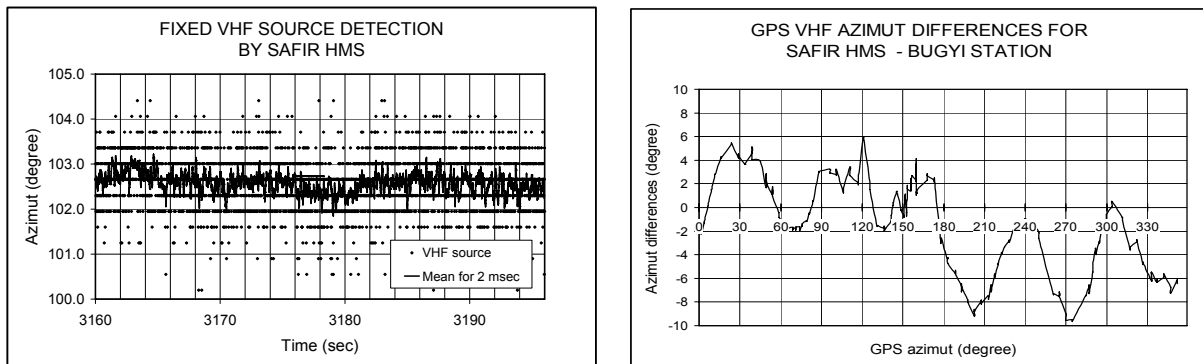 FIXED VHF SOURCE DETECTION
BY SAFIR HMS
105.0
104.0
103.0
102.0
101.0
100.0
Azimut (degree)
VHF source
Mean for 2 msec
3160 3170 3180 3190
Time (sec)
GPS VHF AZIMUT DIFFERENCES FOR
SAFIR HMS - BUGYI STATION
10
8
6
4
2
0
-2
-4
-6
-8
-10
Azimut differences (degree)
0 30 60 90 120 150 180 210 240 270 300 330
GPS azimut (degree)